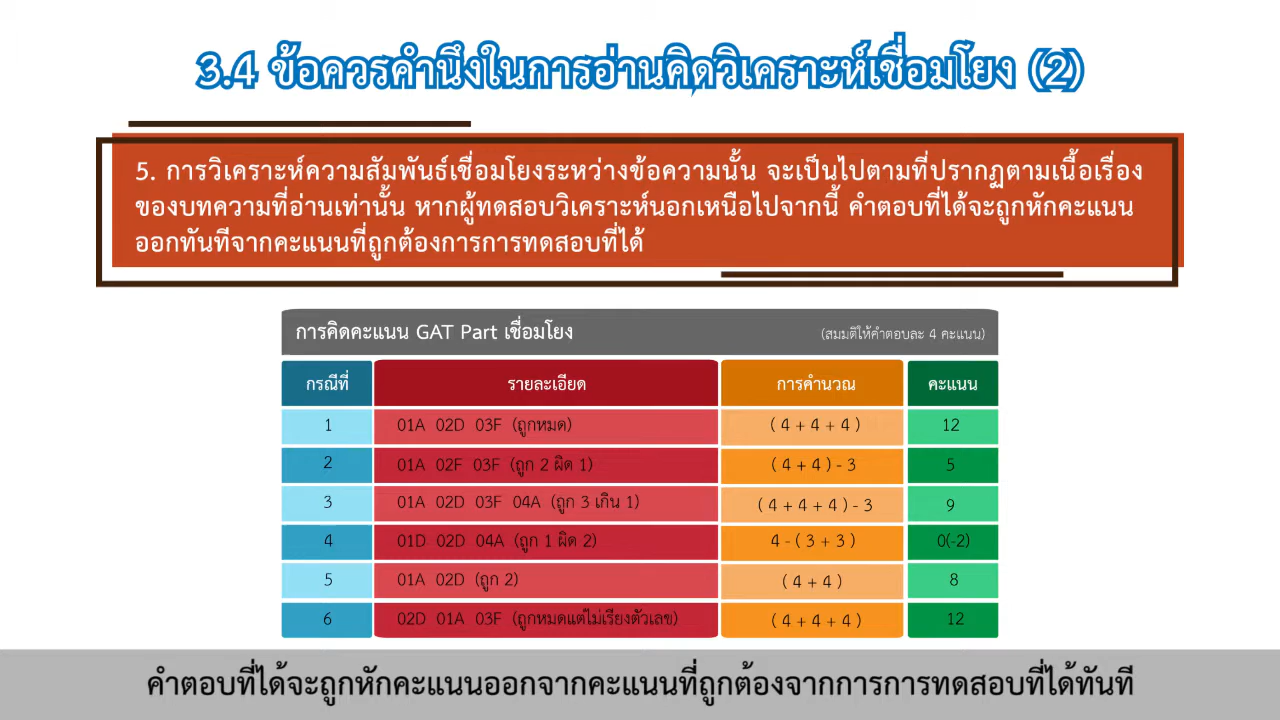 3.4 ข้อควรคำนึงในการอ่านคิดวิเคราะห์เชื่อมโยง (2)
5. การวิเคราะห์ความสัมพันธ์เชื่อมโยงระหว่างข้อความนั้น จะเป็นไปตามที่ปรากฏตามเนื้อเรื่อง
ของบทความที่อ่านเท่านั้น หากผู้ทดสอบวิเคราะห์นอกเหนือไปจากนี้ คำตอบที่ได้จะถูกหักคะแนน
ออกทันทีจากคะแนนที่ถูกต้องการการทดสอบที่ได้
การคิดคะแนน GAT Part เชื่อมโยง (สมมติให้คำตอบละ 4 คะแนน)
กรณีที่ รายละเอียด การคำนวณ คะแนน
1 01A 02D 03F (ถูกหมด) ( 4 + 4 + 4 ) 12
2 01A 02F 03F (ถูก 2 ผิด 1) ( 4 + 4 ) - 3 5
3 01A 02D 03F 04A (ถูก 3 เกิน 1) ( 4 + 4 + 4 ) - 3 9
4 01D 02D 04A (ถูก 1 ผิด 2) 4 - ( 3 + 3 ) 0(-2)
5 01A 02D (ถูก 2) ( 4 + 4 ) 8
6 02D 01A 03F (ถูกหมดแต่ไม่เรียงตัวเลข) ( 4 + 4 + 4 ) 12
คำตอบที่ได้จะถูกหักคะแนนออกจากคะแนนที่ถูกต้องจากการการทดสอบที่ได้ทันที